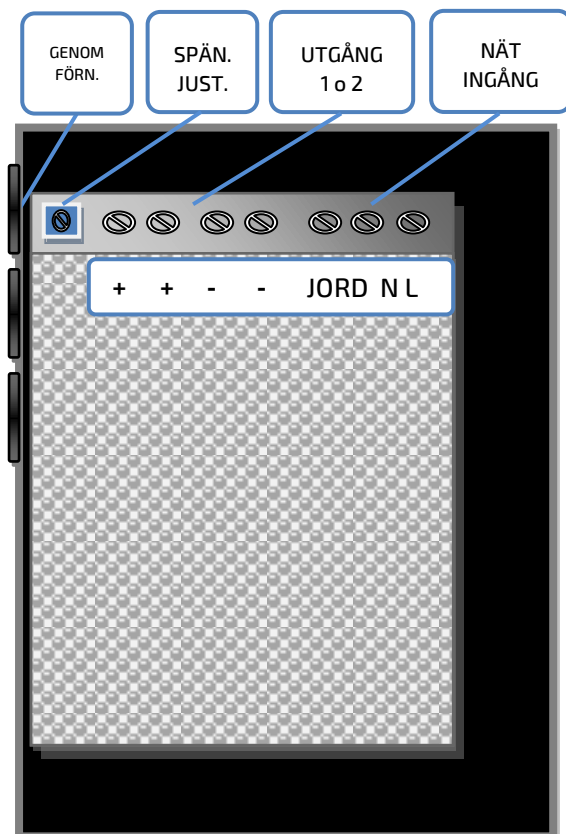 GENOM
FÖRN.
SPÄN.
JUST.
UTGÅNG
1 o 2
NÄT
INGÅNG
+ + - - JORD N L